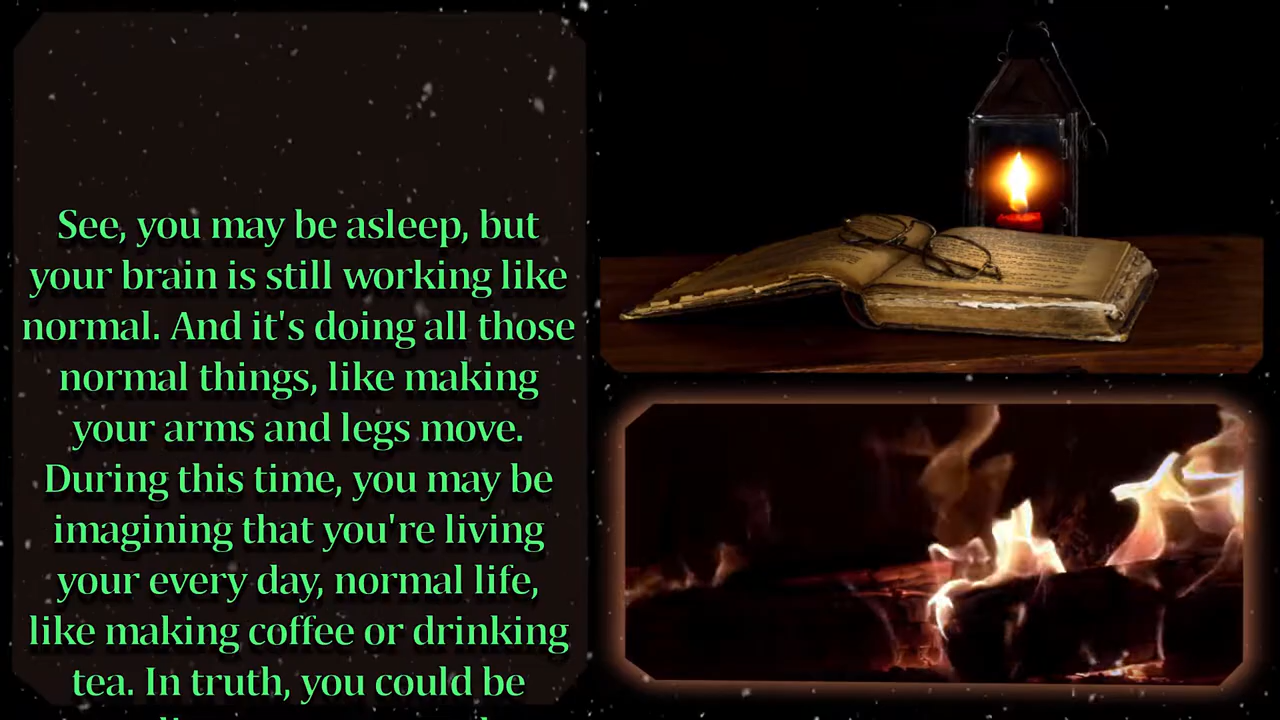 See, you may be asleep, but
your brain is still working like
normal. And it's doing all those
normal things, like making
your arms and legs move.
During this time, you may be
imagining that you're living
your every day, normal life,
like making coffee or drinking
tea. In truth, you could be